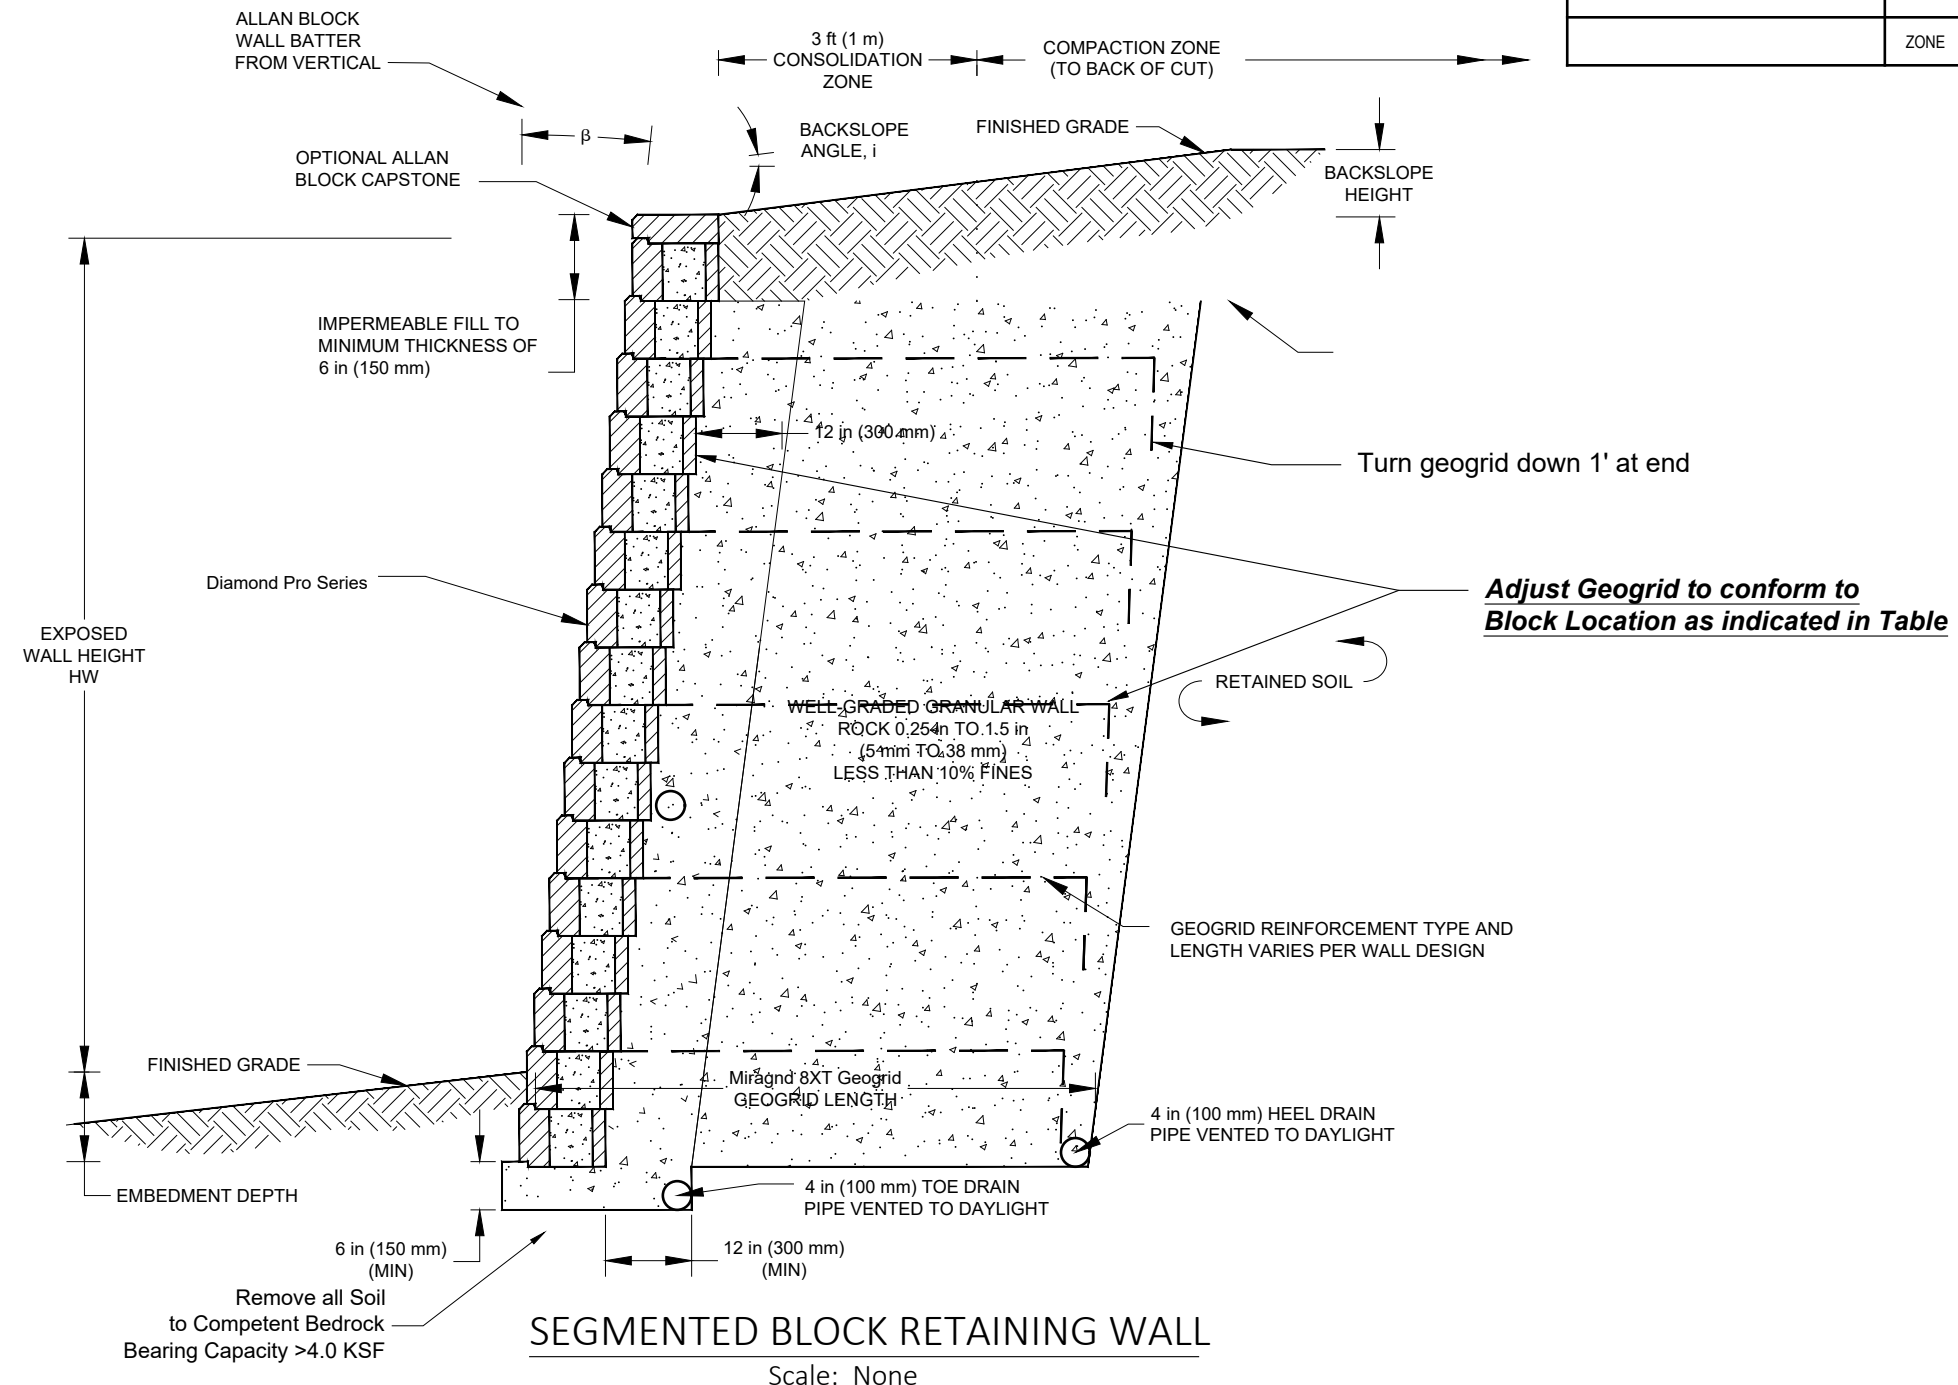 ALLAN BLOCK
WALL BATTER
FROM VERTICAL
3 ft (1 m)
CONSOLIDATION
ZONE
COMPACTION ZONE
(TO BACK OF CUT)
ZONE
β
BACKSLOPE
ANGLE, i
FINISHED GRADE
OPTIONAL ALLAN
BLOCK CAPSTONE
BACKSLOPE
HEIGHT
IMPERMEABLE FILL TO
MINIMUM THICKNESS OF
6 in (150 mm)
12 in (300 mm)
Turn geogrid down 1' at end
Diamond Pro Series
Adjust Geogrid to conform to
Block Location as indicated in Table
EXPOSED
WALL HEIGHT
HW
RETAINED SOIL
WELL-GRADED GRANULAR WALL
ROCK 0.25 in TO 1.5 in
(5 mm TO 38 mm)
LESS THAN 10% FINES
GEOGRID REINFORCEMENT TYPE AND
LENGTH VARIES PER WALL DESIGN
FINISHED GRADE
Miragrid 8XT Geogrid
GEOGRID LENGTH
4 in (100 mm) HEEL DRAIN
PIPE VENTED TO DAYLIGHT
EMBEDMENT DEPTH
4 in (100 mm) TOE DRAIN
PIPE VENTED TO DAYLIGHT
6 in (150 mm)
(MIN)
12 in (300 mm)
(MIN)
Remove all Soil
to Competent Bedrock
Bearing Capacity >4.0 KSF
SEGMENTED BLOCK RETAINING WALL
Scale: None